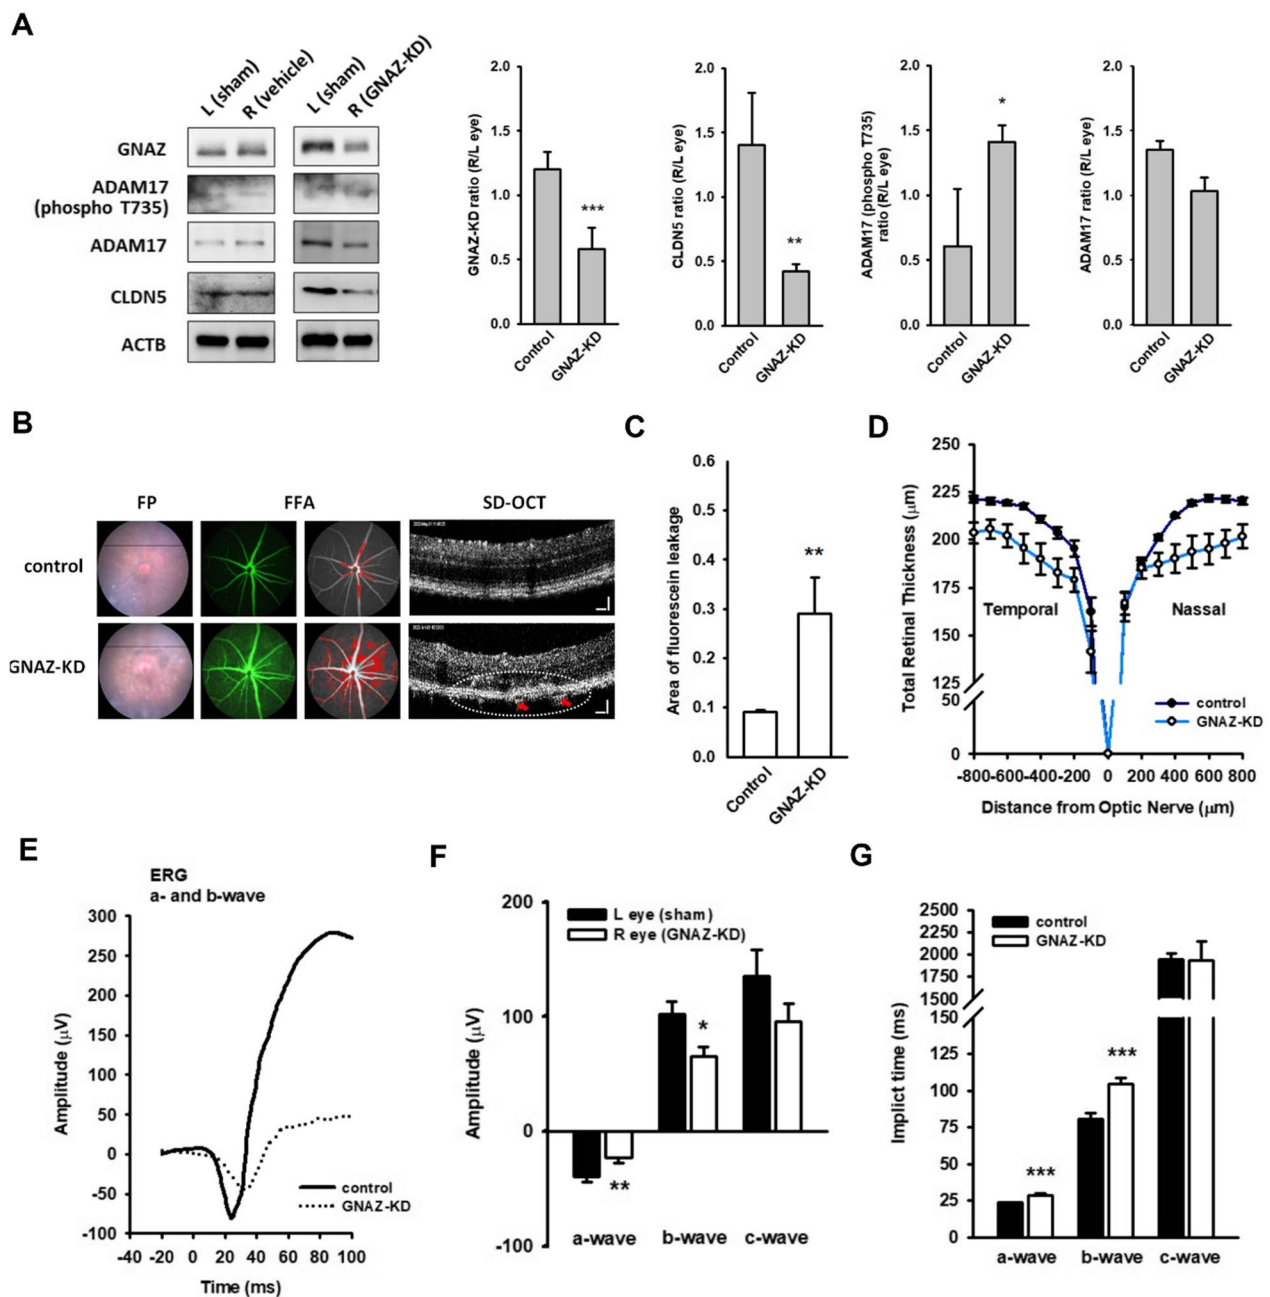 A
L (sham)
R (vehicle)
L (sham)
R (GNAZ-KD)
GNAZ
ADAM17
(phospho T735)
ADAM17
CLDN5
ACTB
GNAZ-KD ratio (R/L eye)
2.0
1.5
1.0
0.5
0.0
***
Control
GNAZ-KD
CLDN5 ratio (R/L eye)
2.0
1.5
1.0
0.5
0.0
**
Control
GNAZ-KD
ADAM17 (phospho T735)
ratio (R/L eye)
2.0
1.5
1.0
0.5
0.0
*
Control
GNAZ-KD
ADAM17 ratio (R/L eye)
2.0
1.5
1.0
0.5
0.0
Control
GNAZ-KD
B
FP
FFA
SD-OCT
control
GNAZ-KD
C
Area of fluorescein leakage
0.6
0.5
0.4
0.3
0.2
0.1
0.0
**
Control
GNAZ-KD
D
Total Retinal Thickness (μm)
250
225
200
175
150
125
50
0
Temporal
Nassal
control
GNAZ-KD
-800-600-400-200 0 200 400 600 800
Distance from Optic Nerve (μm)
E
ERG
a- and b-wave
Amplitude (μV)
300
250
200
150
100
50
0
-50
-100
control
GNAZ-KD
-40 -20 0 20 40 60 80 100
Time (ms)
F
Amplitude (μV)
200
100
0
-100
L eye (sham)
R eye (GNAZ-KD)
*
**
a-wave b-wave c-wave
G
Implict time (ms)
2500
2250
2000
1750
1500
150
125
100
75
50
25
0
control
GNAZ-KD
***
***
a-wave b-wave c-wave